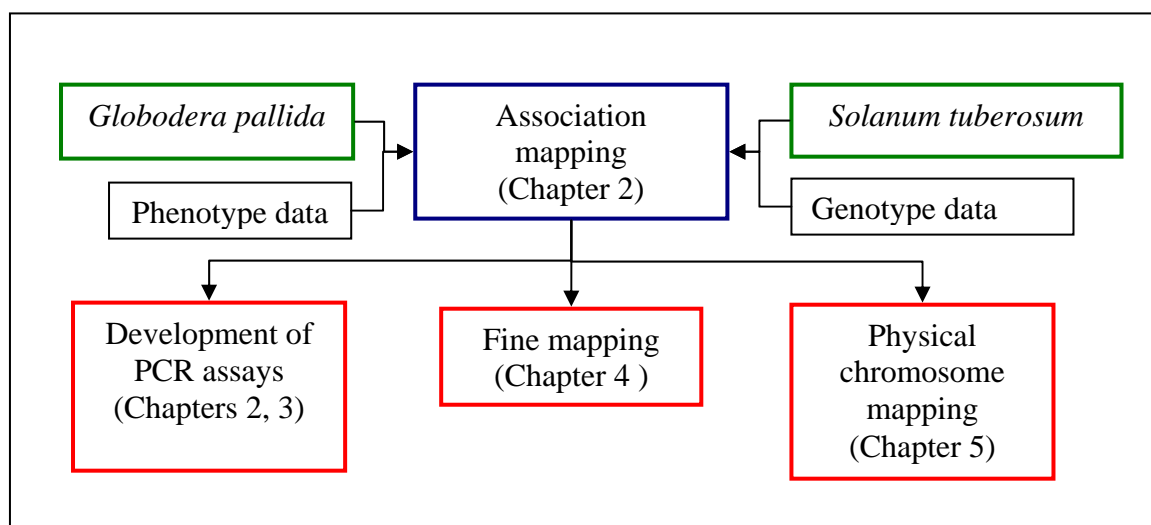 Globodera pallida
Phenotype data
Association
mapping
(Chapter 2)
Solanum tuberosum
Genotype data
Development of
PCR assays
(Chapters 2, 3)
Fine mapping
(Chapter 4 )
Physical
chromosome
mapping
(Chapter 5)